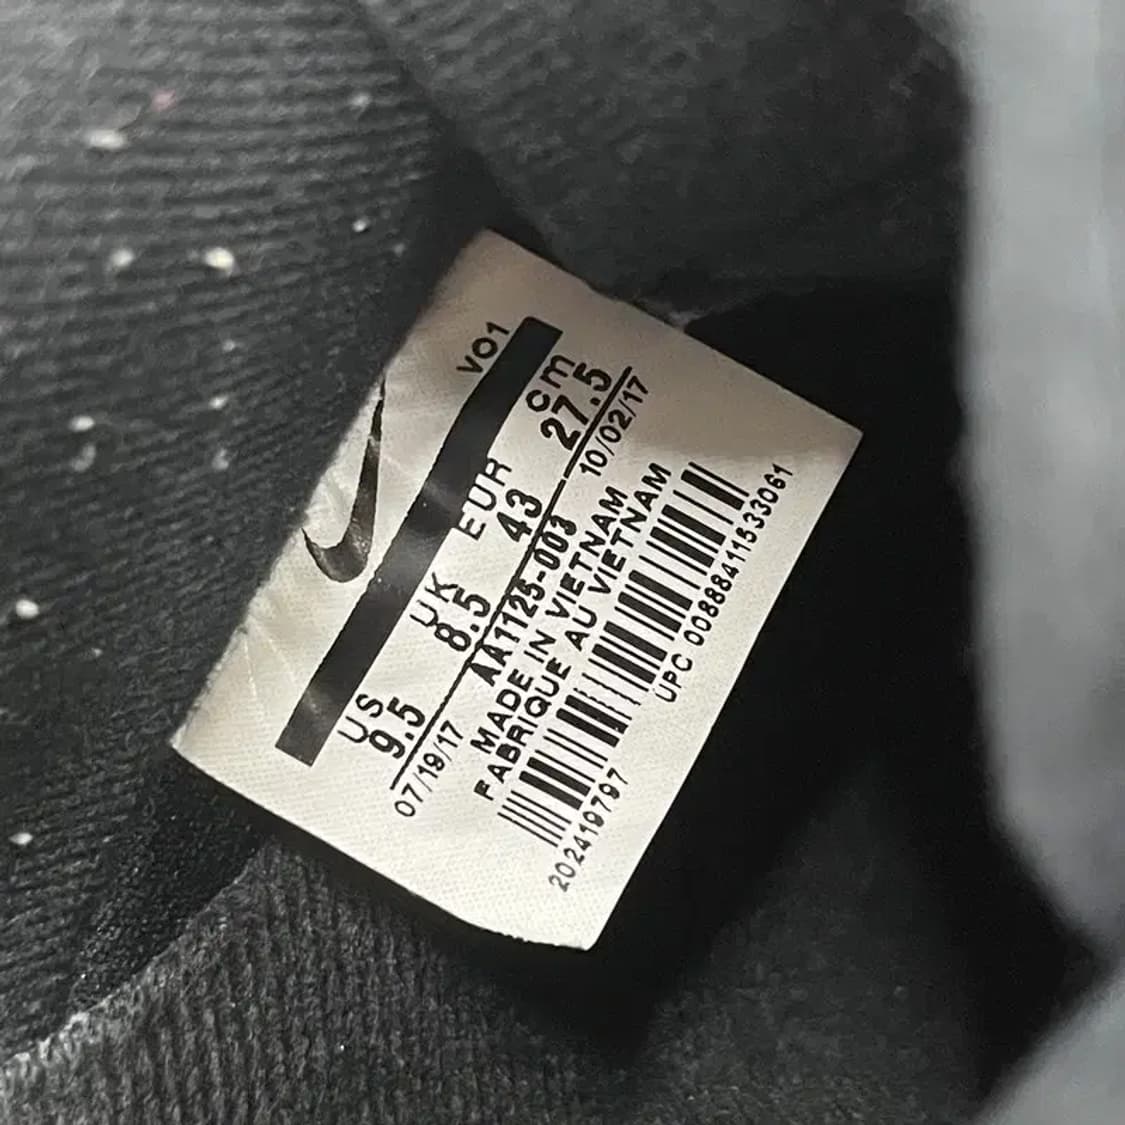 VO1
US UK EUR cm
9.5 8.5 43 27.5
07/19/17 AA1125-003 10/02/17
MADE IN VIETNAM
FABRIQUE AU VIETNAM
202419797 UPC 00888411533061